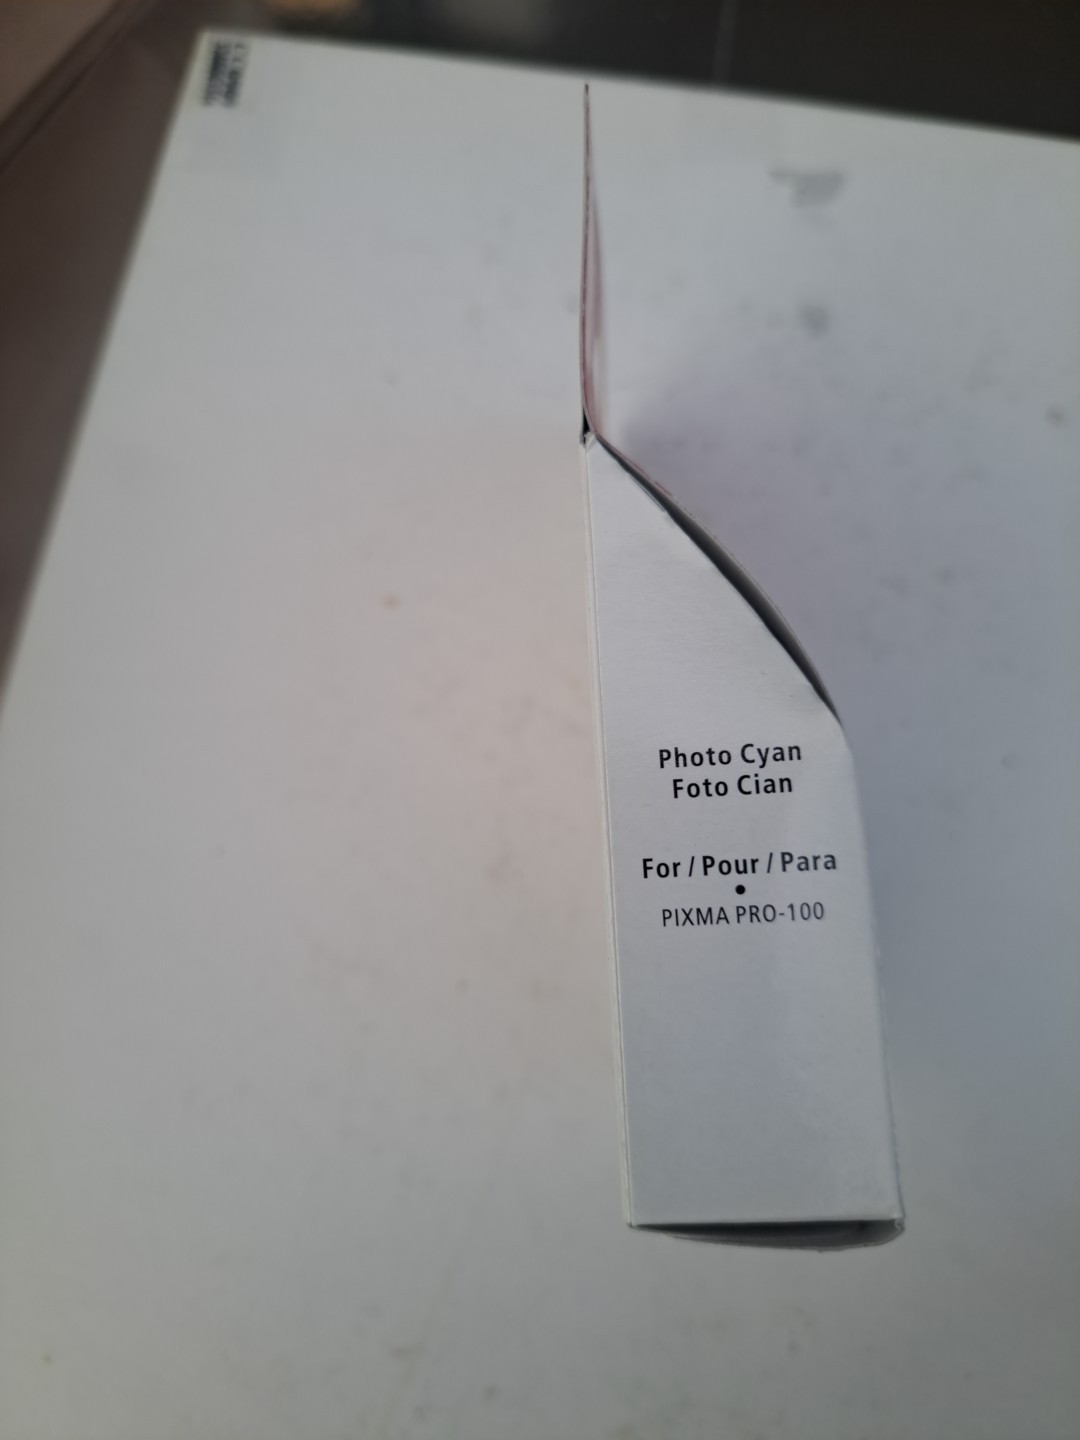 Photo Cyan
Foto Cian
For / Pour / Para
•
PIXMA PRO-100